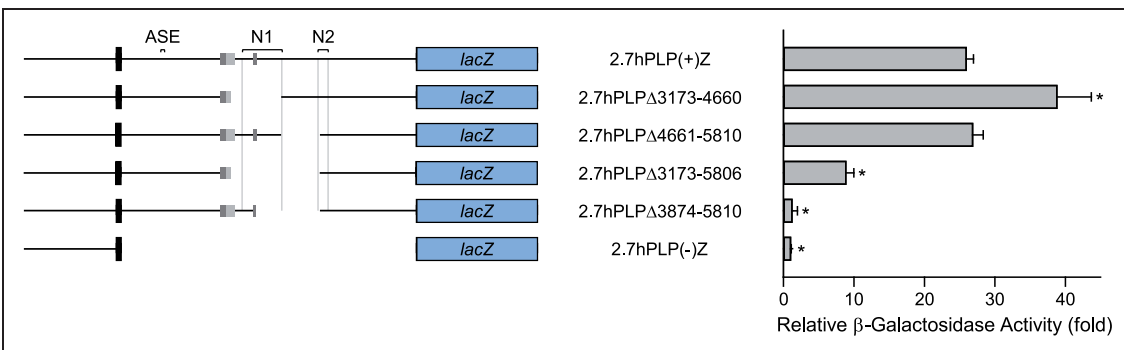 ASE N1 N2
lacZ 2.7hPLP(+)Z
lacZ 2.7hPLPΔ3173-4660 *
lacZ 2.7hPLPΔ4661-5810
lacZ 2.7hPLPΔ3173-5806 *
lacZ 2.7hPLPΔ3874-5810 *
lacZ 2.7hPLP(-)Z *
0 10 20 30 40
Relative β-Galactosidase Activity (fold)